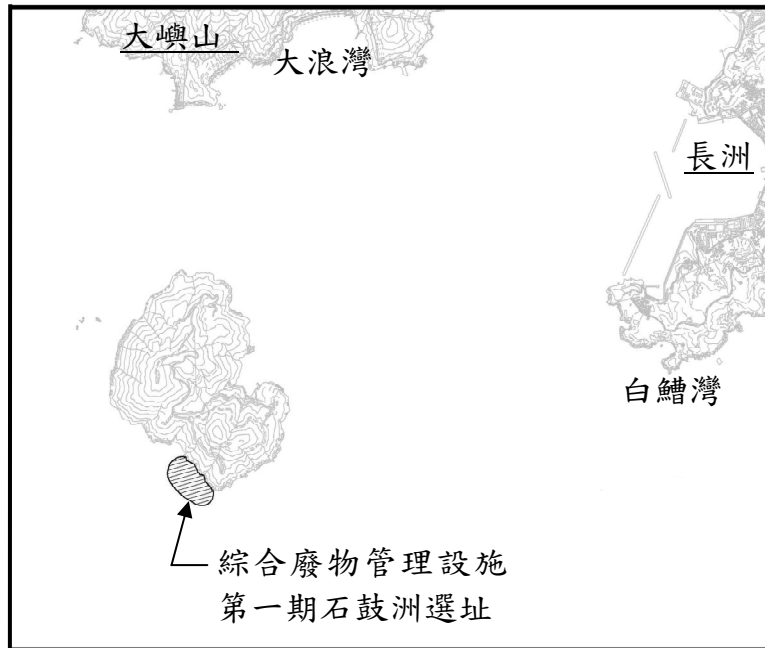 大嶼山
大浪灣
長洲
白鰽灣
綜合廢物管理設施
第一期石鼓洲選址